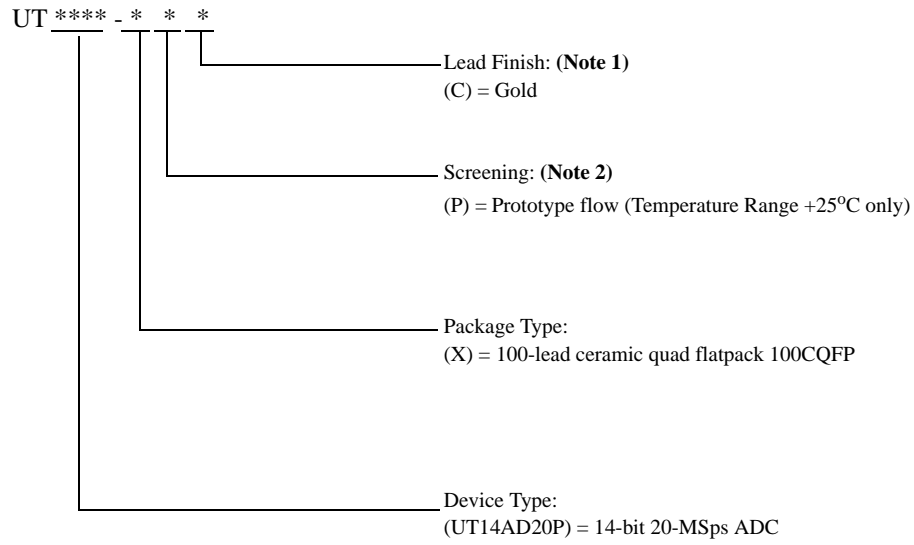 UT **** - * * *
Lead Finish: (Note 1)
(C) = Gold
Screening: (Note 2)
(P) = Prototype flow (Temperature Range +25°C only)
Package Type:
(X) = 100-lead ceramic quad flatpack 100CQFP
Device Type:
(UT14AD20P) = 14-bit 20-MSps ADC